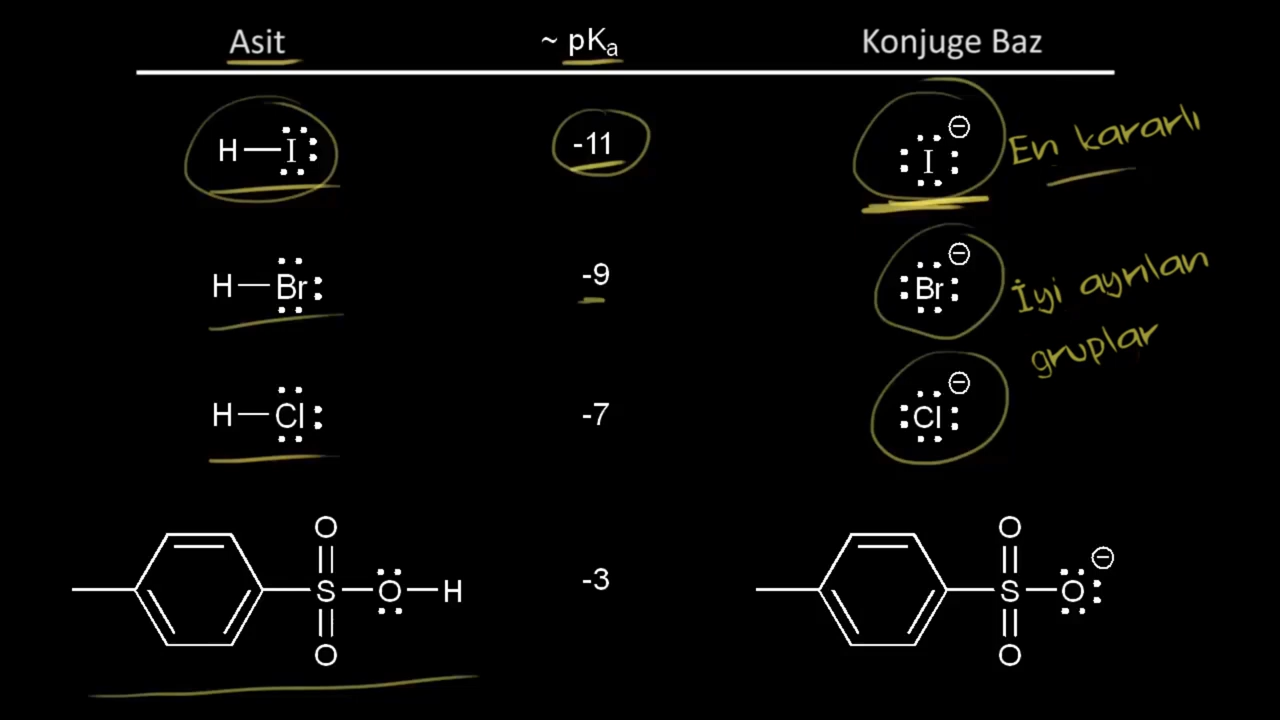 Asit ~ pKa Konjuge Baz
H—I -11 I⊖ En kararlı
H—Br -9 Br⊖ İyi ayrılan
gruplar
H—Cl -7 Cl⊖
O O ⊖
S O H -3 S O
O O